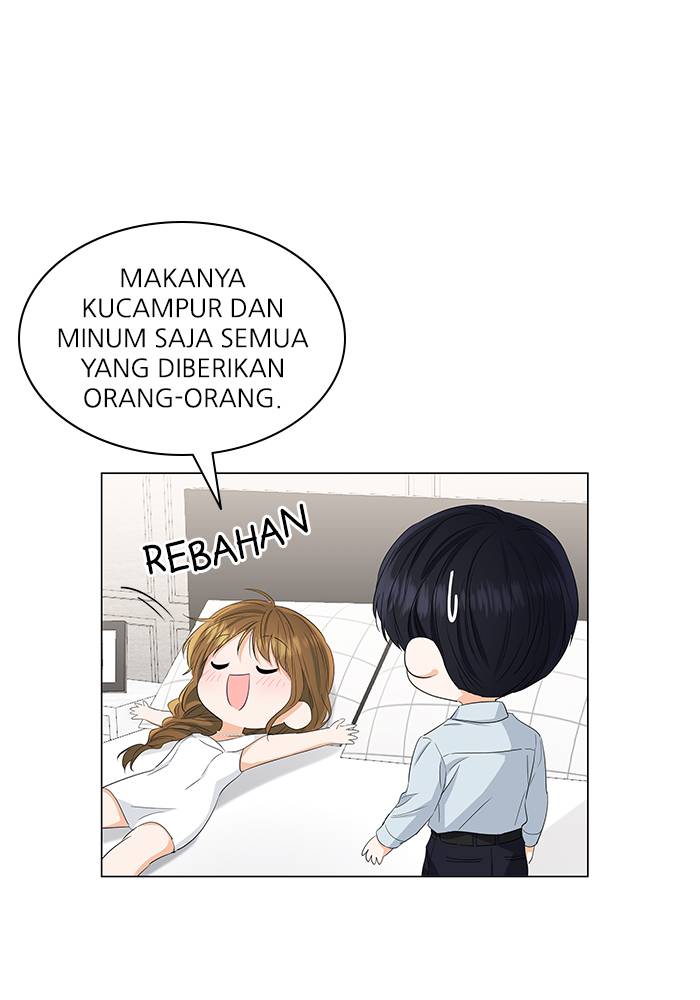 MAKANYA
KUCAMPUR DAN
MINUM SAJA SEMUA
YANG DIBERIKAN
ORANG-ORANG.
REBAHAN